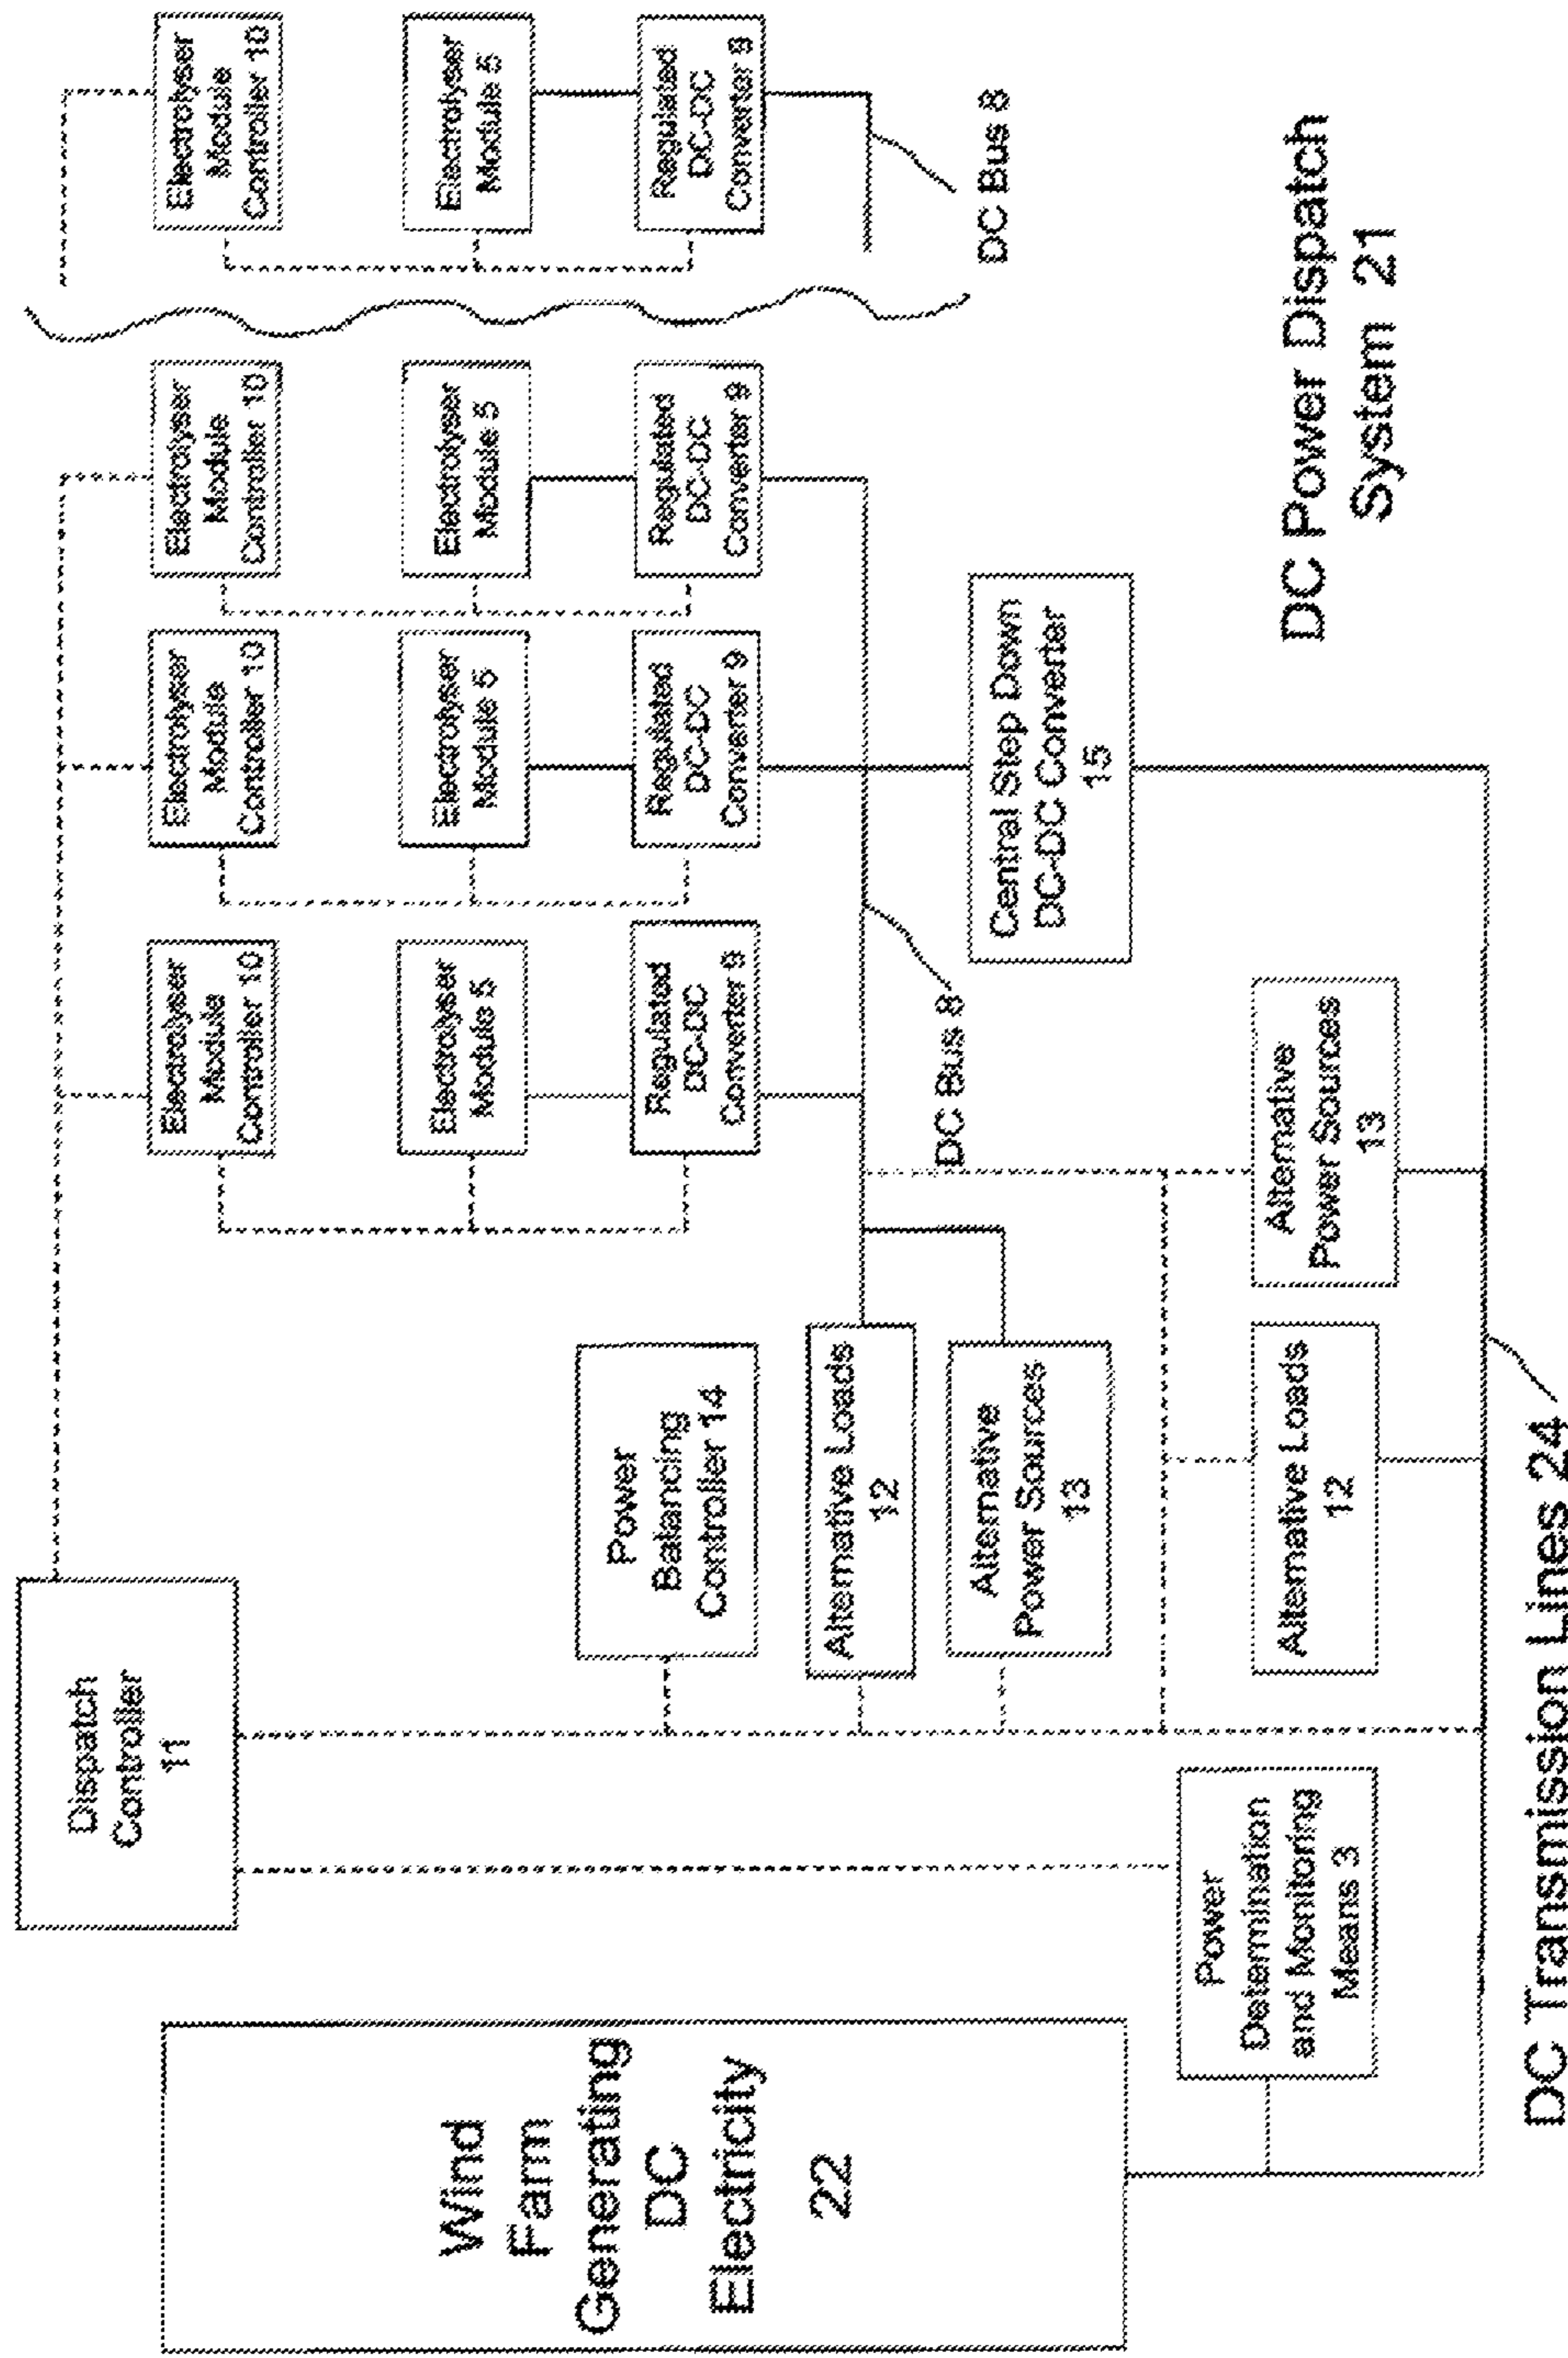 Dispatch
Controller
11
Electrolyser
Module
Controller 10
Electrolyser
Module
Controller 10
Electrolyser
Module
Controller 10
Electrolyser
Module
Controller 10
Electrolyser
Module 5
Electrolyser
Module 5
Electrolyser
Module 5
Electrolyser
Module 5
Regulated
DC-DC
Converter 9
Regulated
DC-DC
Converter 9
Regulated
DC-DC
Converter 9
Regulated
DC-DC
Converter 9
Wind
Farm
Generating
DC
Electricity
22
Power
Balancing
Controller 14
Alternative Loads
12
Alternative
Power Sources
13
DC Bus 8
DC Bus 8
Central Step Down
DC-DC Converter
15
Power
Determination
and Monitoring
Means 3
Alternative Loads
12
Alternative
Power Sources
13
DC Power Dispatch
System 21
DC Transmission Lines 24